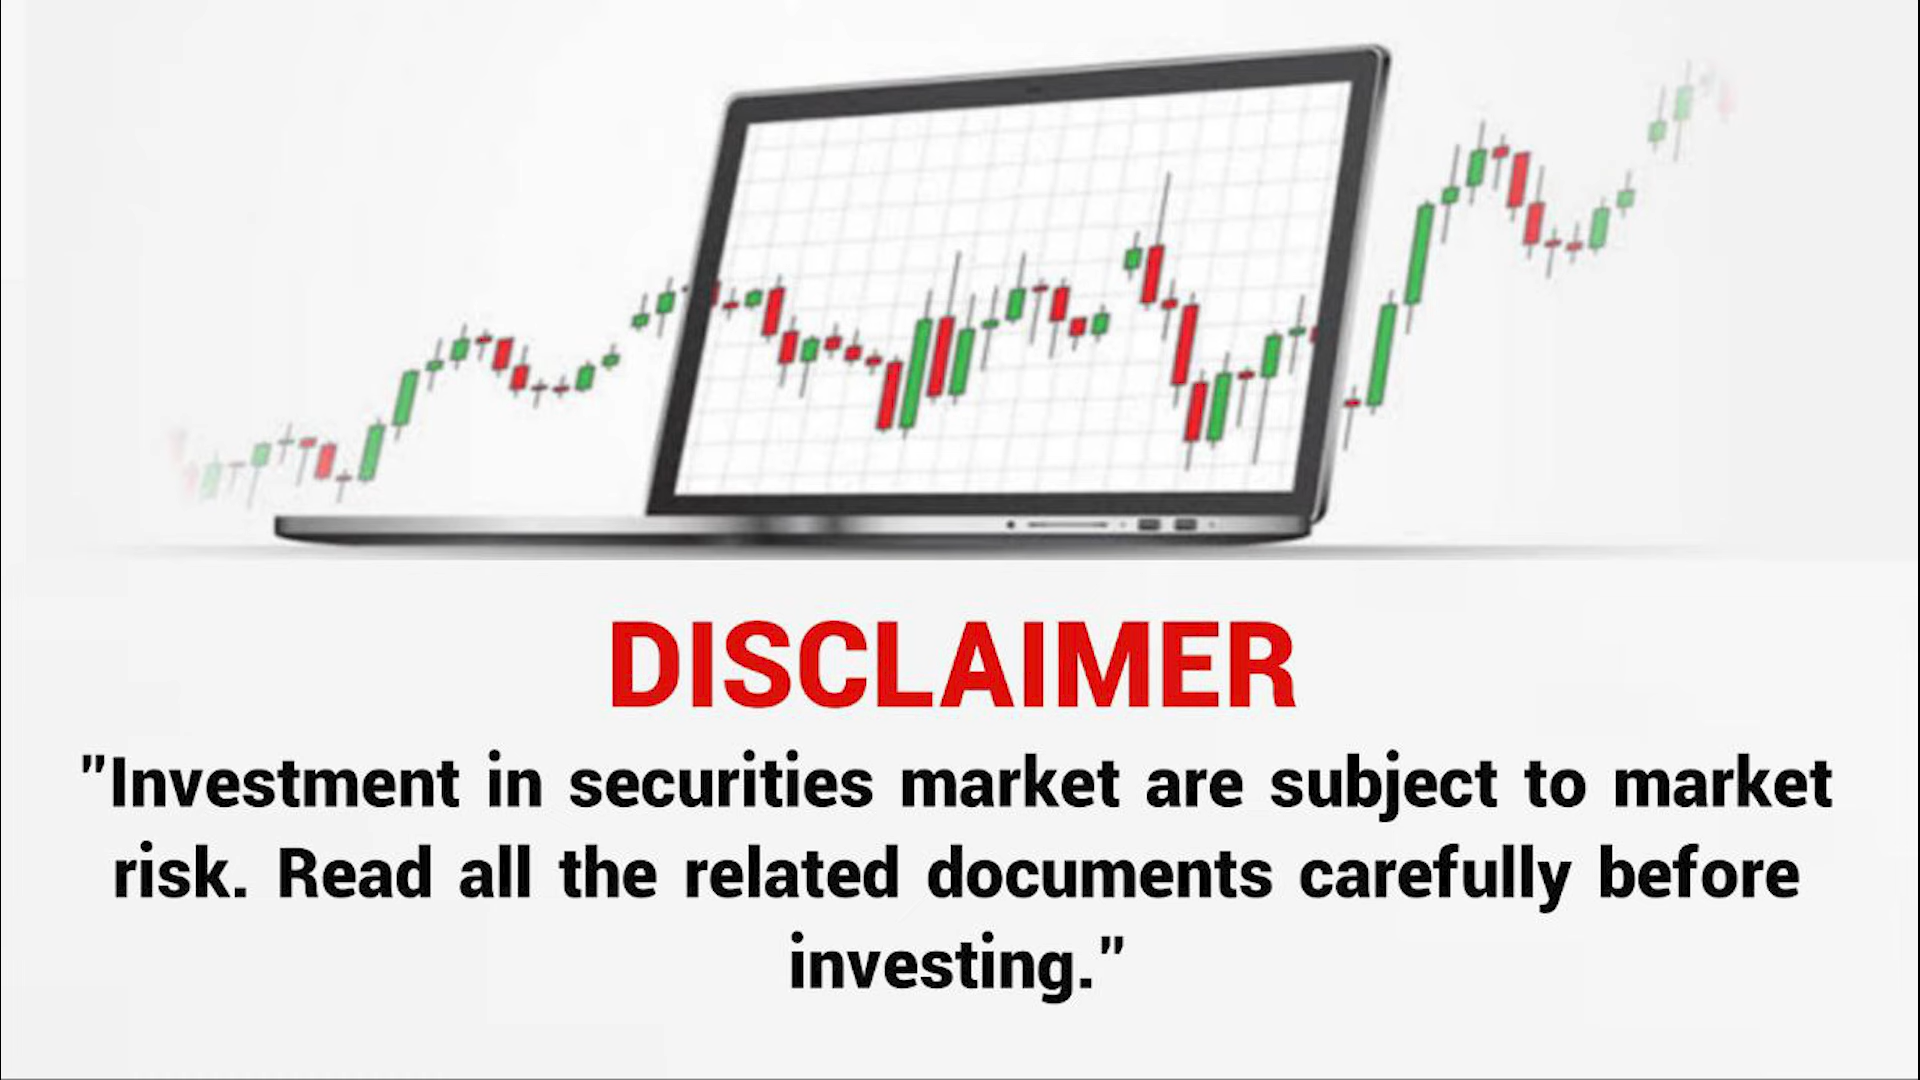 DISCLAIMER
"Investment in securities market are subject to market
risk. Read all the related documents carefully before
investing."